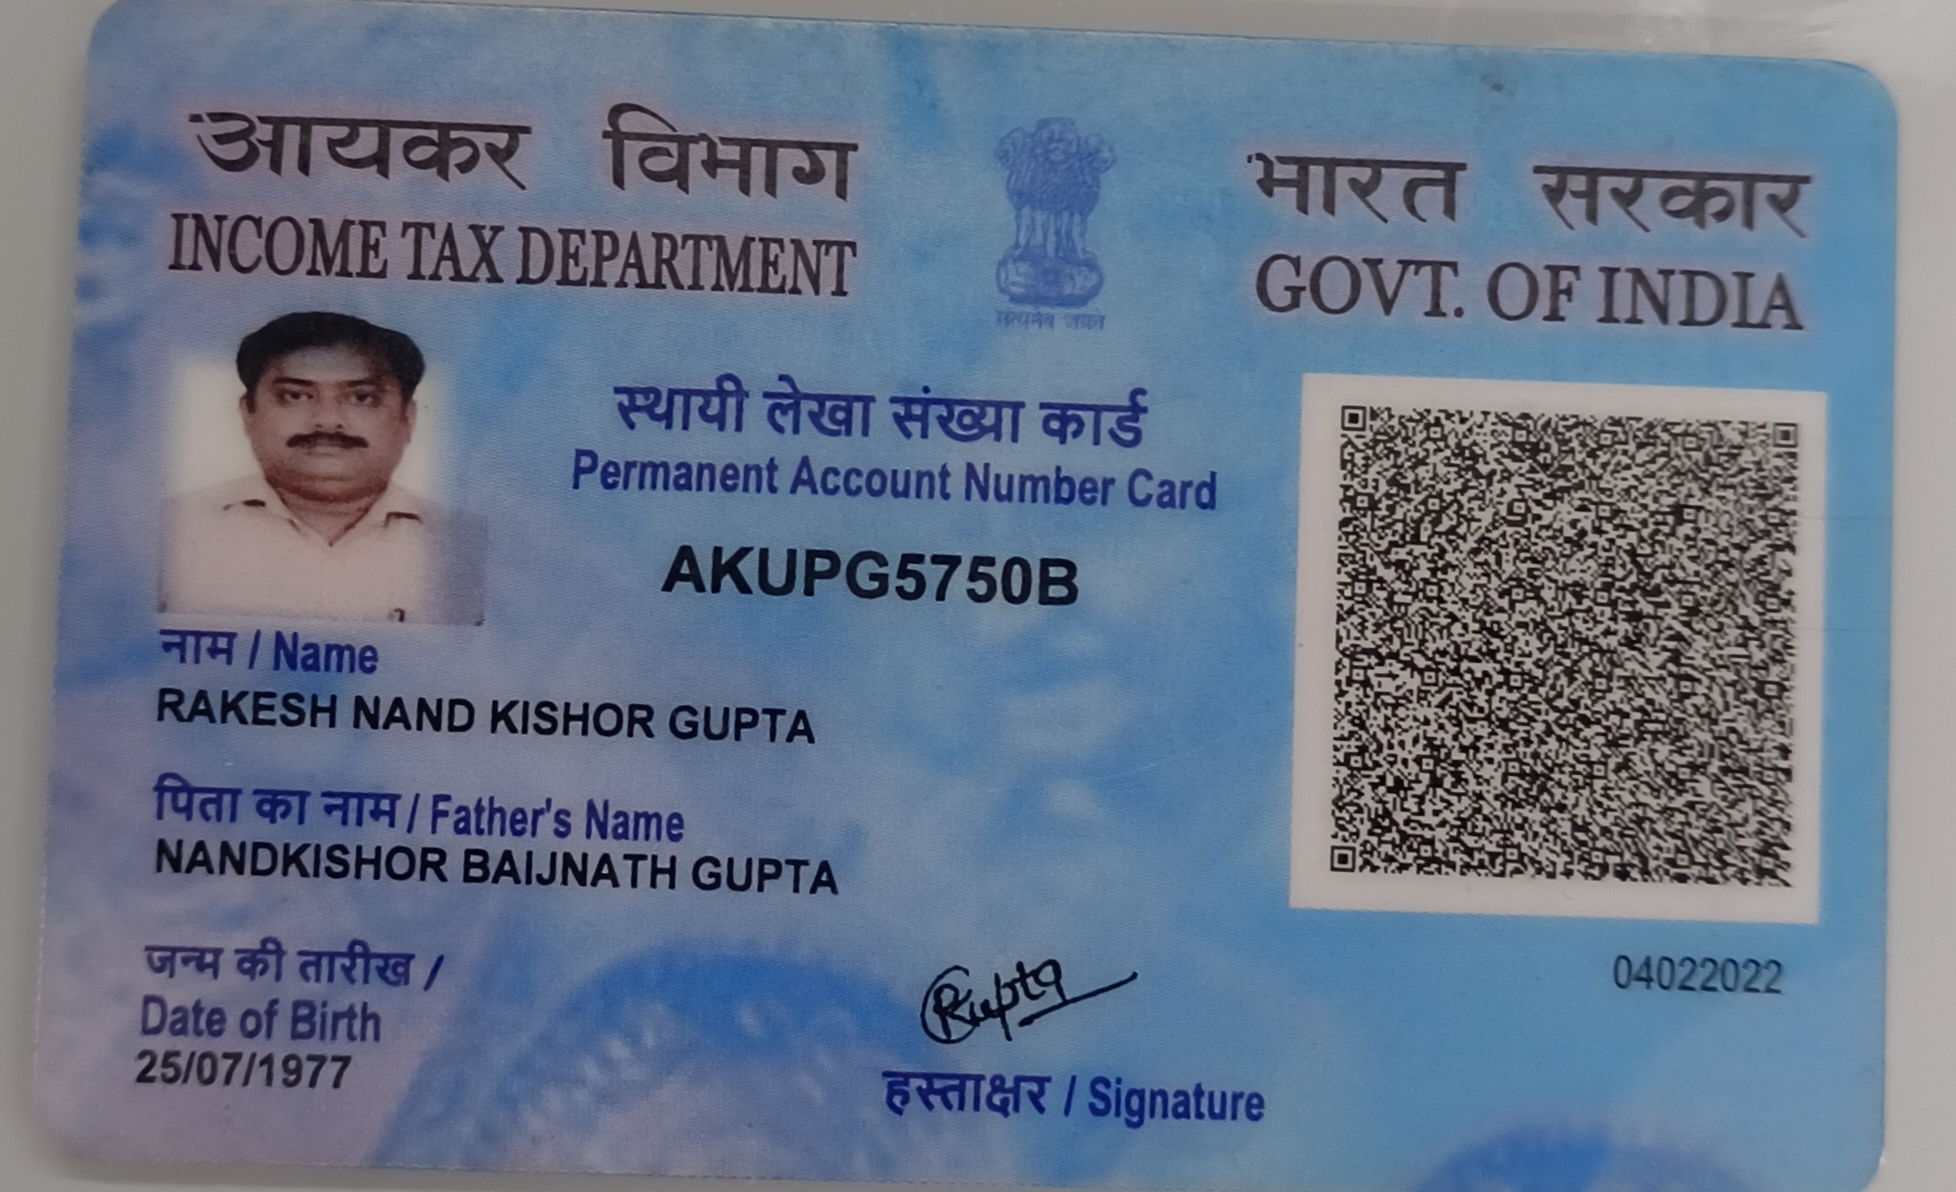 आयकर विभाग
INCOME TAX DEPARTMENT
भारत सरकार
GOVT. OF INDIA
सत्यमेव जयते
स्थायी लेखा संख्या कार्ड
Permanent Account Number Card
AKUPG5750B
नाम / Name
RAKESH NAND KISHOR GUPTA
पिता का नाम / Father's Name
NANDKISHOR BAIJNATH GUPTA
जन्म की तारीख /
Date of Birth
25/07/1977
RGupta
हस्ताक्षर / Signature
04022022